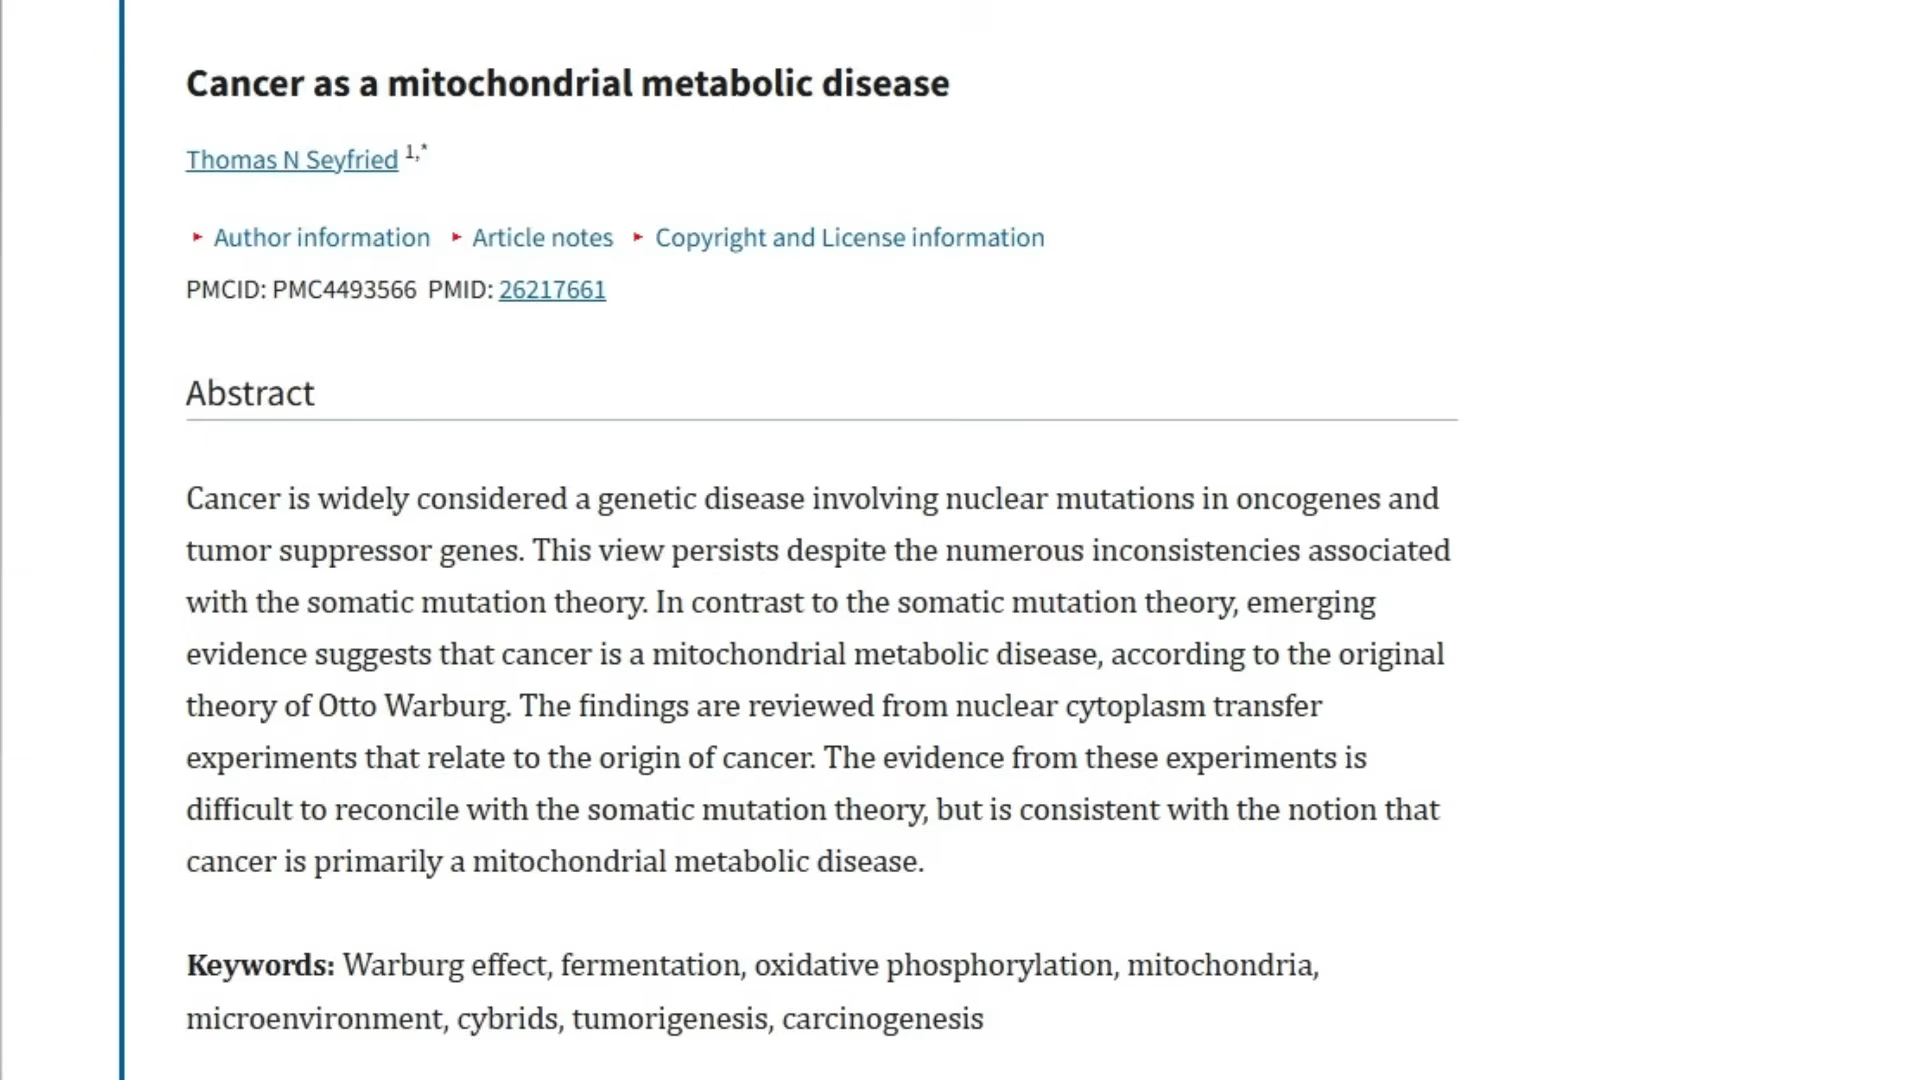 Cancer as a mitochondrial metabolic disease
Thomas N Seyfried 1,*
▸ Author information ▸ Article notes ▸ Copyright and License information
PMCID: PMC4493566 PMID: 26217661
Abstract
Cancer is widely considered a genetic disease involving nuclear mutations in oncogenes and
tumor suppressor genes. This view persists despite the numerous inconsistencies associated
with the somatic mutation theory. In contrast to the somatic mutation theory, emerging
evidence suggests that cancer is a mitochondrial metabolic disease, according to the original
theory of Otto Warburg. The findings are reviewed from nuclear cytoplasm transfer
experiments that relate to the origin of cancer. The evidence from these experiments is
difficult to reconcile with the somatic mutation theory, but is consistent with the notion that
cancer is primarily a mitochondrial metabolic disease.
Keywords: Warburg effect, fermentation, oxidative phosphorylation, mitochondria,
microenvironment, cybrids, tumorigenesis, carcinogenesis